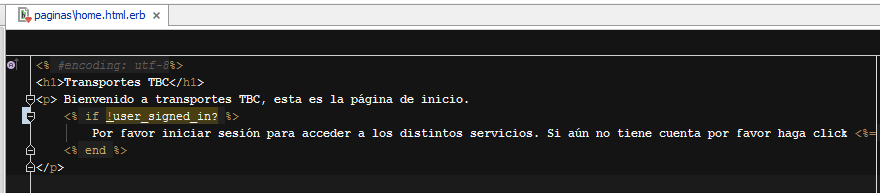 paginas\home.html.erb
<% #encoding: utf-8%>
<h1>Transportes TBC</h1>
<p> Bienvenido a transportes TBC, esta es la página de inicio.
<% if !user_signed_in? %>
Por favor iniciar sesión para acceder a los distintos servicios. Si aún no tiene cuenta por favor haga click <%=
<% end %>
</p>